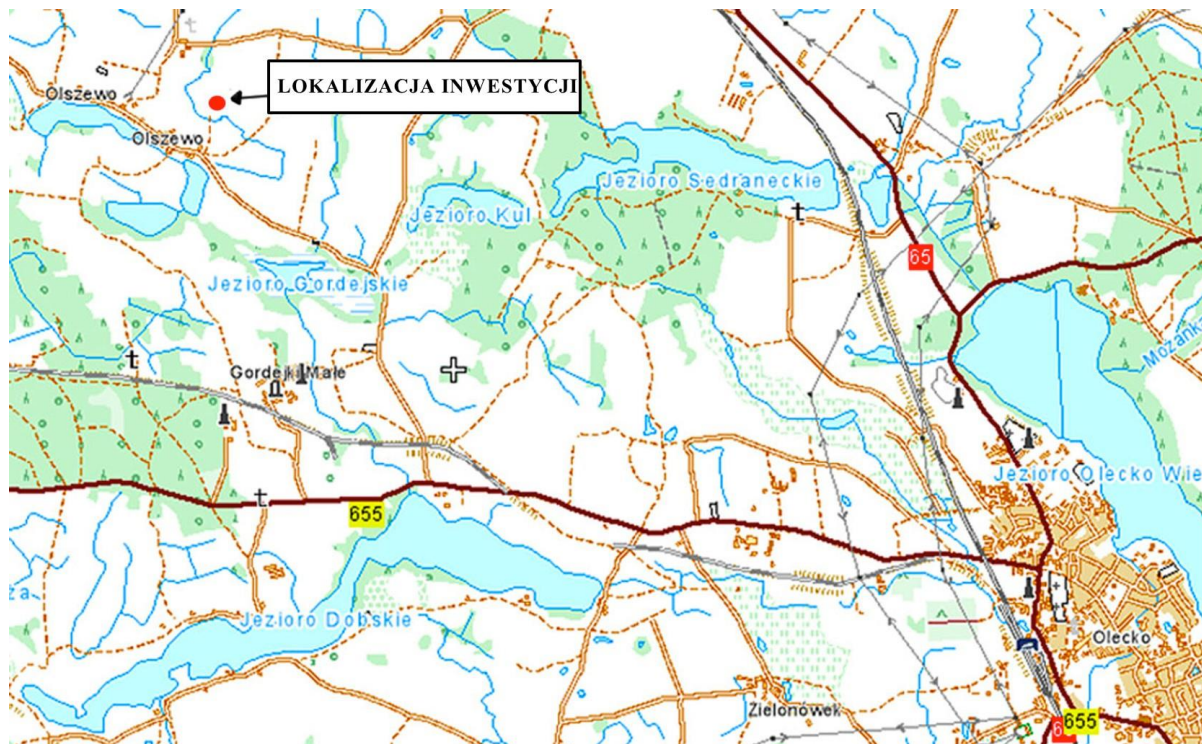 LOKALIZACJA INWESTYCJI
Olszewo
Olszewo
Jezioro Sedraneckie
Jezioro Kul
65
Jezioro Gordejskie
Mozanka
Gordejki Małe
Jezioro Olecko Wie
655
za
Jezioro Dobskie
Olecko
Zielonówek
655